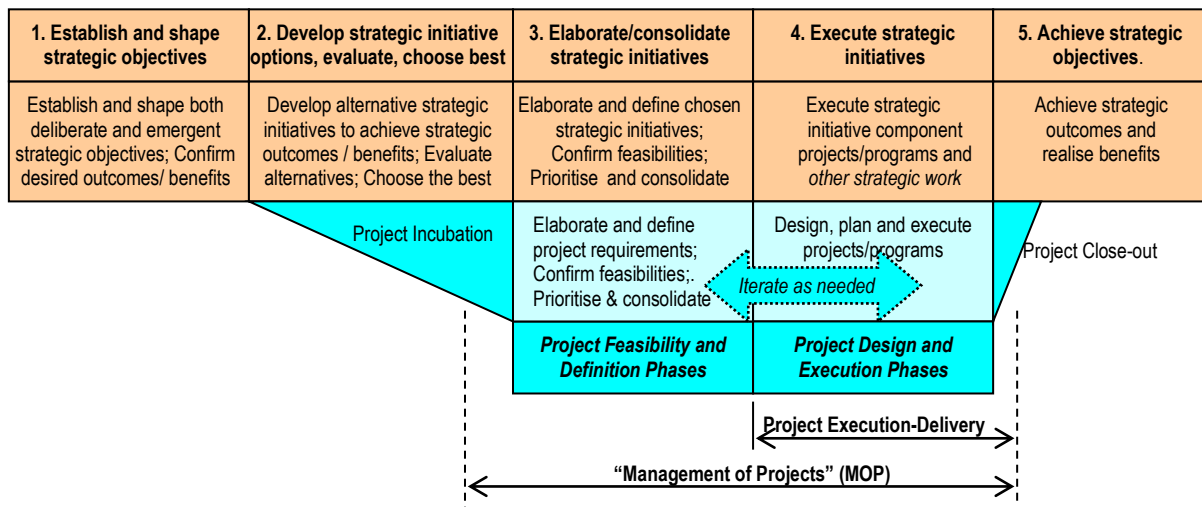 1. Establish and shape
strategic objectives
2. Develop strategic initiative
options, evaluate, choose best
3. Elaborate/consolidate
strategic initiatives
4. Execute strategic
initiatives
5. Achieve strategic
objectives.
Establish and shape both
deliberate and emergent
strategic objectives; Confirm
desired outcomes/ benefits
Develop alternative strategic
initiatives to achieve strategic
outcomes / benefits; Evaluate
alternatives; Choose the best
Elaborate and define chosen
strategic initiatives;
Confirm feasibilities;
Prioritise and consolidate
Execute strategic
initiative component
projects/programs and
other strategic work
Achieve strategic
outcomes and
realise benefits
Project Incubation
Elaborate and define
project requirements;
Confirm feasibilities;.
Prioritise & consolidate
Design, plan and execute
projects/programs
Iterate as needed
Project Close-out
Project Feasibility and
Definition Phases
Project Design and
Execution Phases
Project Execution-Delivery
“Management of Projects” (MOP)